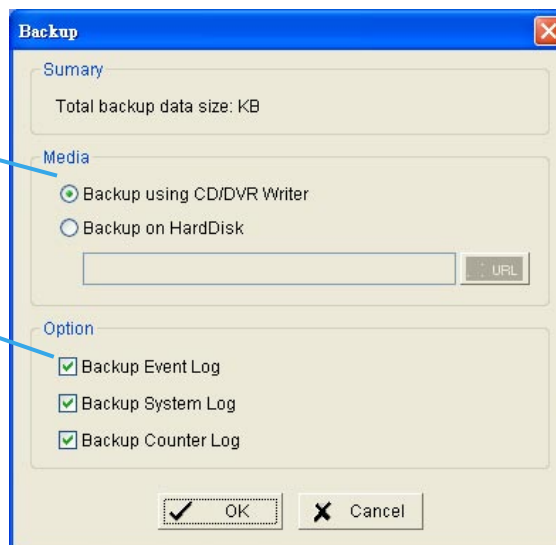 Backup
Sumary
Total backup data size: KB
Media
Backup using CD/DVR Writer
Backup on HardDisk
URL
Option
Backup Event Log
Backup System Log
Backup Counter Log
OK Cancel